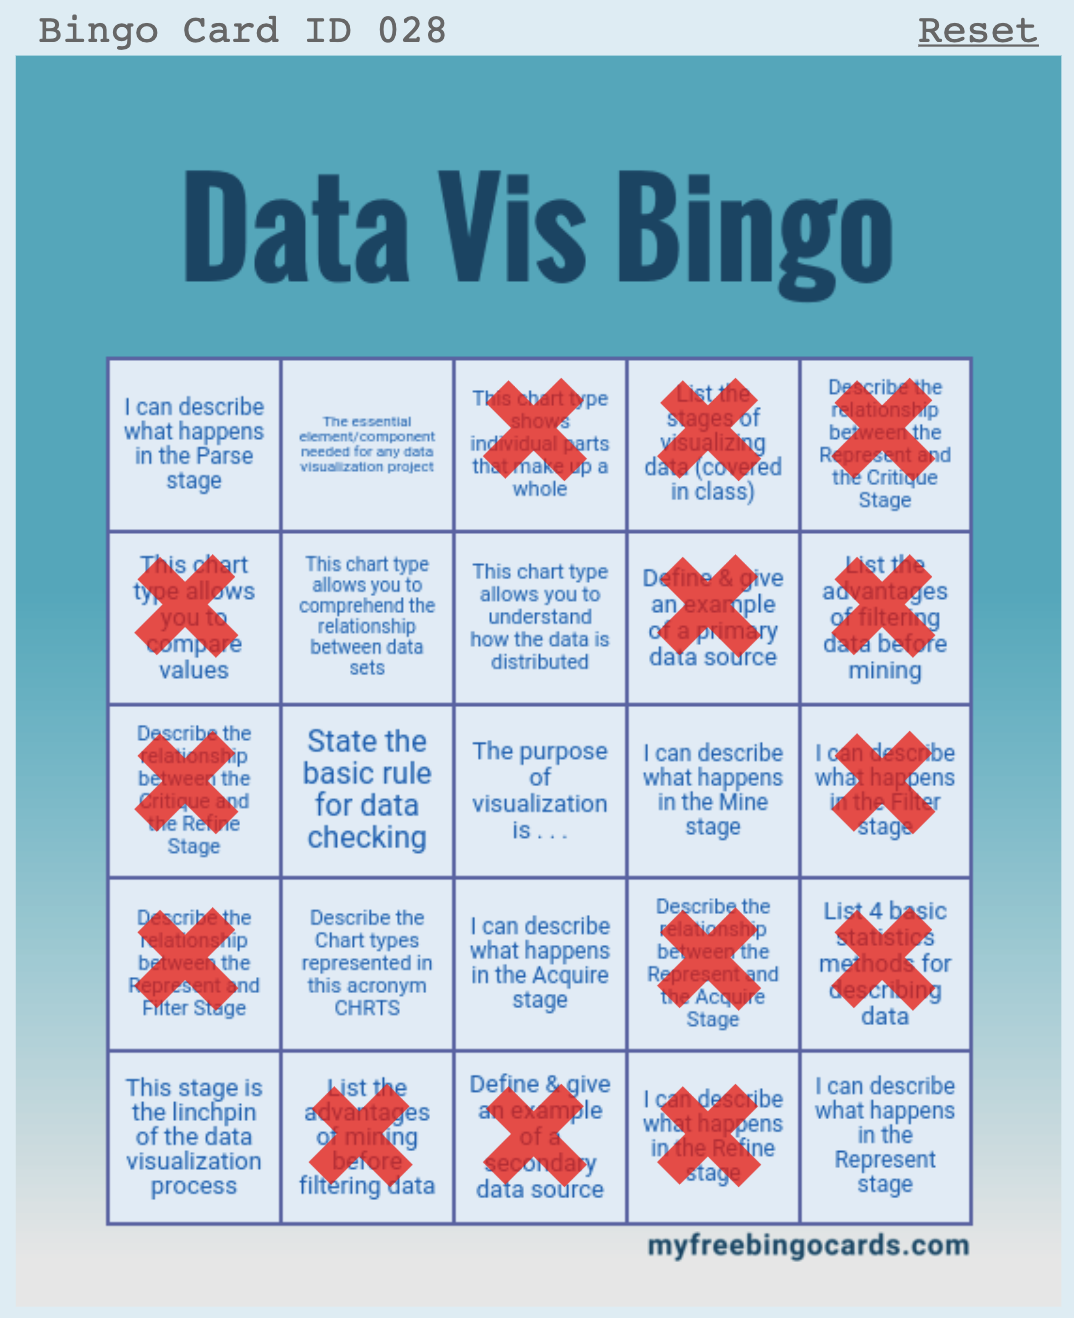 Bingo Card ID 028
Reset
Data Vis Bingo
I can describe
what happens
in the Parse
stage
The essential
element/component
needed for any data
visualization project
This chart type
shows
individual parts
that make up a
whole
List the
stages of
visualizing
data (covered
in class)
Describe the
relationship
between the
Represent and
the Critique
Stage
This chart
type allows
you to
compare
values
This chart type
allows you to
comprehend the
relationship
between data
sets
This chart type
allows you to
understand
how the data is
distributed
Define & give
an example
of a primary
data source
List the
advantages
of filtering
data before
mining
Describe the
relationship
between the
Critique and
the Refine
Stage
State the
basic rule
for data
checking
The purpose
of
visualization
is . . .
I can describe
what happens
in the Mine
stage
I can describe
what happens
in the Filter
stage
Describe the
relationship
between the
Represent and
Filter Stage
Describe the
Chart types
represented in
this acronym
CHRTS
I can describe
what happens
in the Acquire
stage
Describe the
relationship
between the
Represent and
the Acquire
Stage
List 4 basic
statistics
methods for
describing
data
This stage is
the linchpin
of the data
visualization
process
List the
advantages
of mining
before
filtering data
Define & give
an example
of a
secondary
data source
I can describe
what happens
in the Refine
stage
I can describe
what happens
in the
Represent
stage
myfreebingocards.com